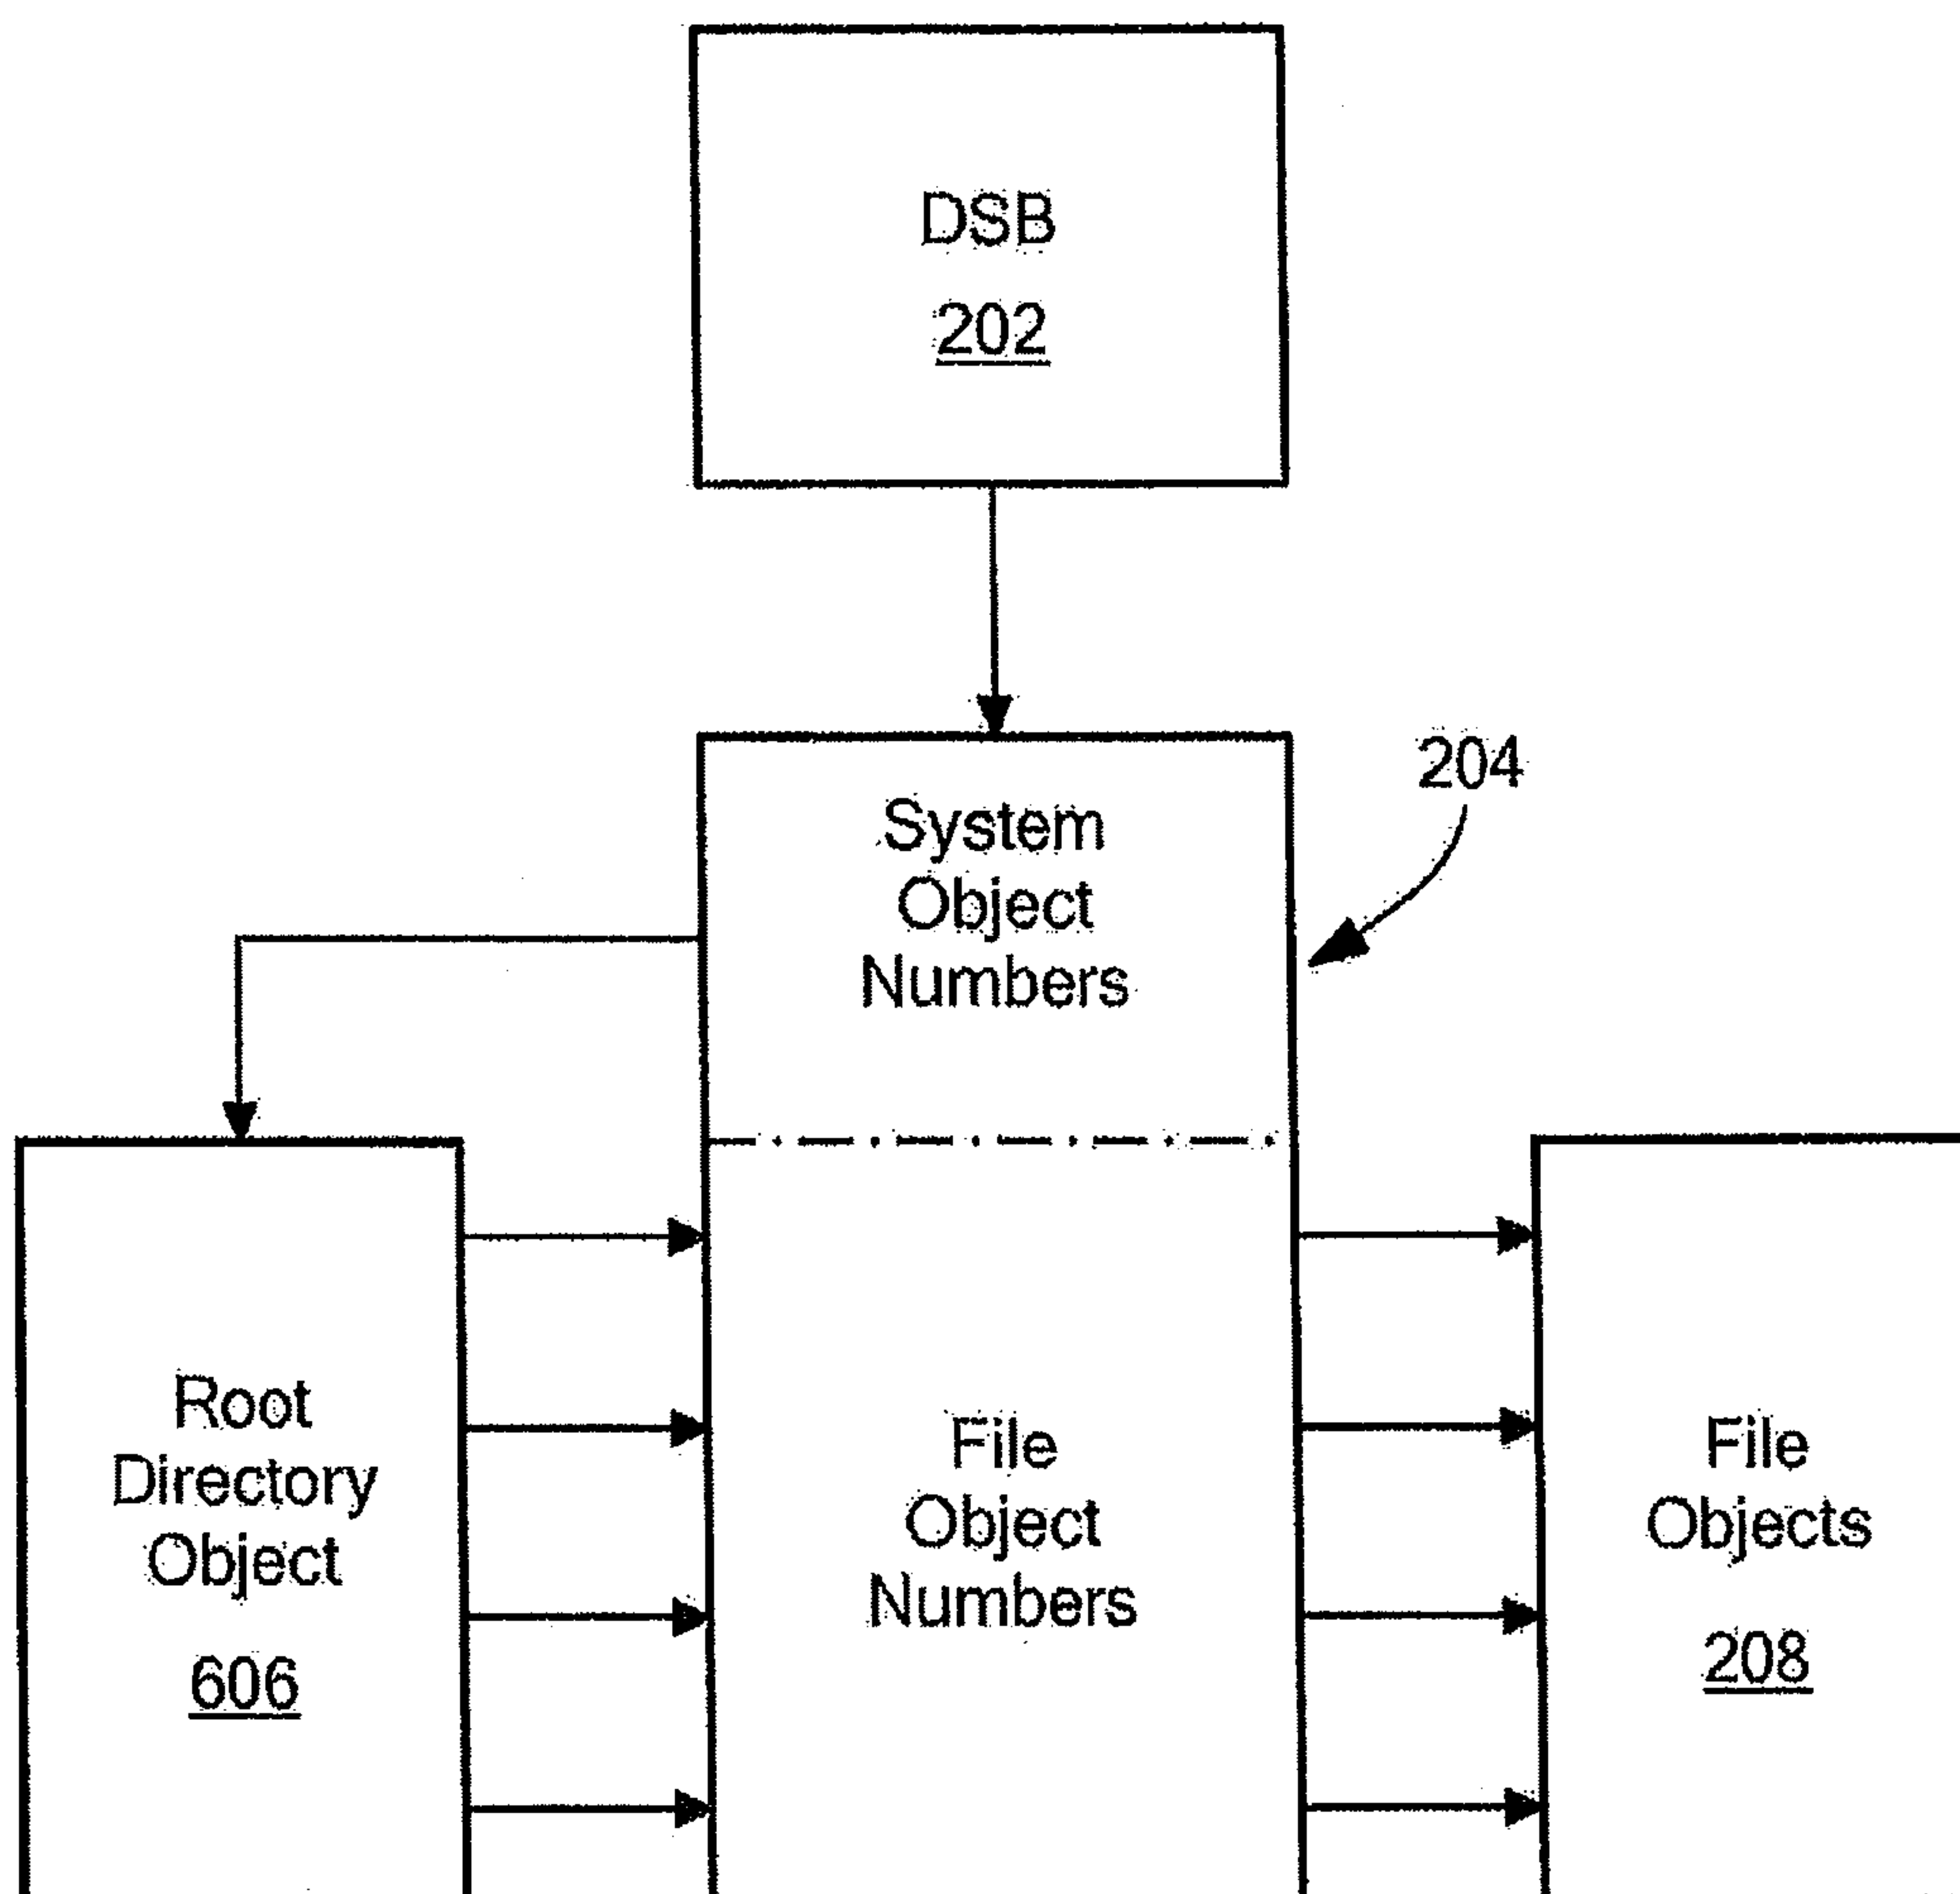 DSB
202
204
System
Object
Numbers
Root
Directory
Object
606
File
Object
Numbers
File
Objects
208